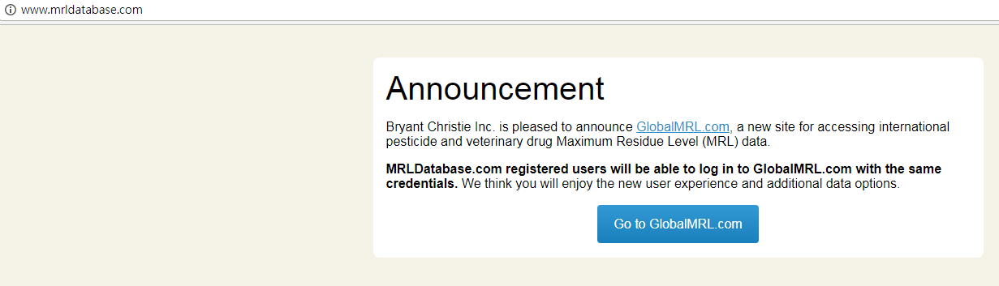 www.mrldatabase.com
Announcement
Bryant Christie Inc. is pleased to announce GlobalMRL.com, a new site for accessing international
pesticide and veterinary drug Maximum Residue Level (MRL) data.
MRLDatabase.com registered users will be able to log in to GlobalMRL.com with the same
credentials. We think you will enjoy the new user experience and additional data options.
Go to GlobalMRL.com